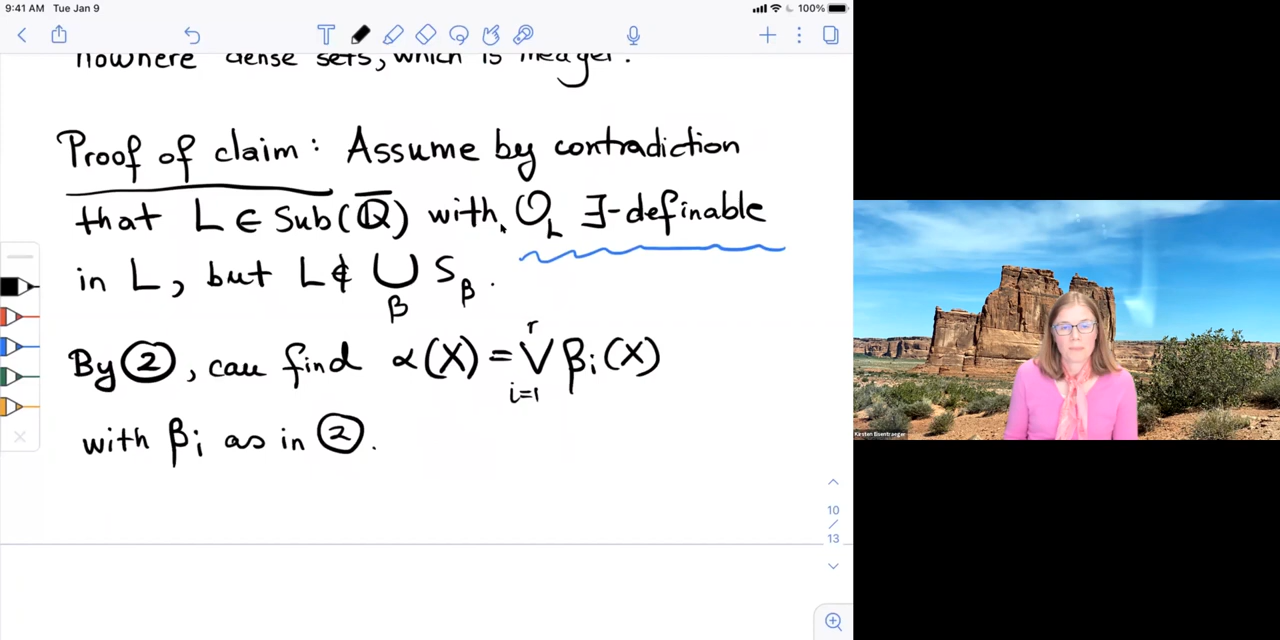 9:41 AM Tue Jan 9
100%
nowhere dense sets, which is meager.
Proof of claim: Assume by contradiction
that L ∈ Sub(Q̅) with O_L ∃-definable
in L, but L ∉ ⋃_β S_β.
By ②, can find α(X) = ⋁_{i=1}^{r} β_i(X)
with β_i as in ②.
10
/
13
Kirsten Eisentraeger